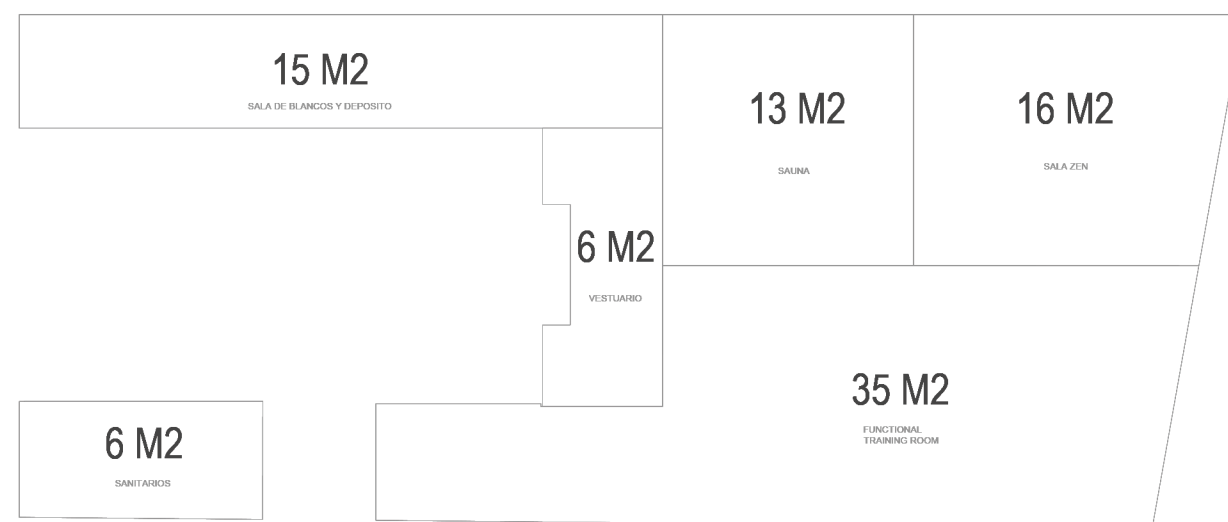 15 M2
SALA DE BLANCOS Y DEPOSITO
13 M2
SAUNA
16 M2
SALA ZEN
6 M2
VESTUARIO
35 M2
FUNCTIONAL
TRAINING ROOM
6 M2
SANITARIOS